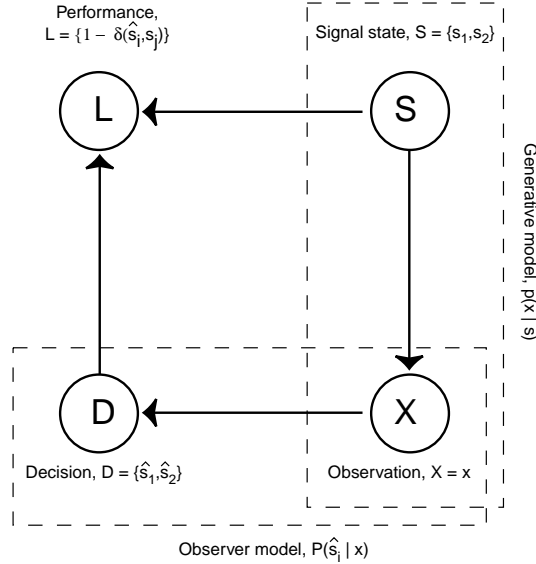 Performance,
L = {1 − δ(ŝi,sj)}
Signal state, S = {s1,s2}
L
S
Generative model, p(x | s)
D
X
Decision, D = {ŝ1,ŝ2}
Observation, X = x
Observer model, P(ŝi | x)